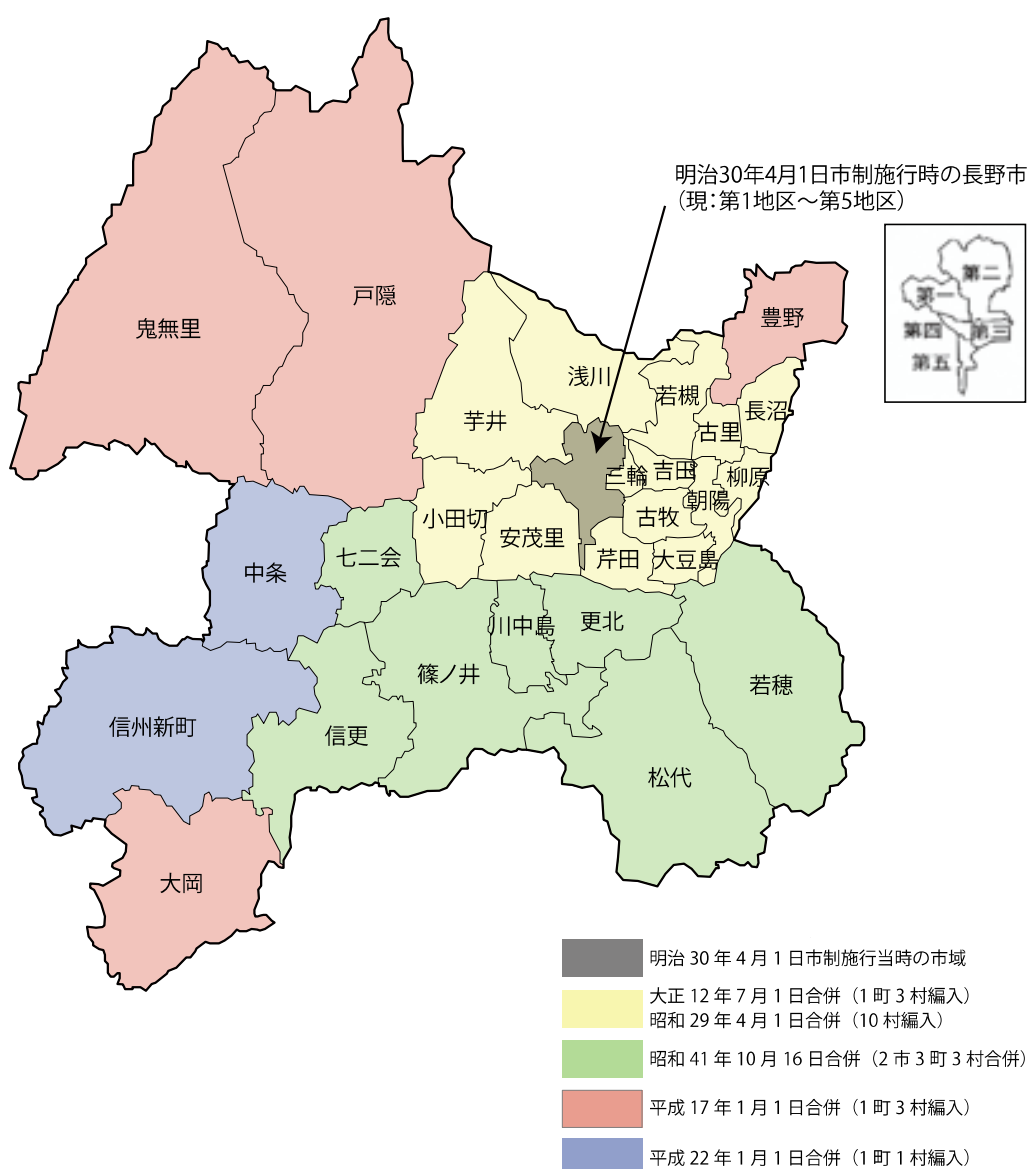 明治30年4月1日市制施行時の長野市
（現：第1地区～第5地区）
第二
第一
第四
第三
第五
豊野
戸隠
鬼無里
浅川
若槻
長沼
芋井
古里
三輪
吉田
柳原
朝陽
小田切
古牧
安茂里
芹田
大豆島
七二会
中条
川中島
更北
篠ノ井
若穂
信州新町
信更
松代
大岡
明治 30 年 4 月 1 日市制施行当時の市域
大正 12 年 7 月 1 日合併（1 町 3 村編入）
昭和 29 年 4 月 1 日合併（10 村編入）
昭和 41 年 10 月 16 日合併（2 市 3 町 3 村合併）
平成 17 年 1 月 1 日合併（1 町 3 村編入）
平成 22 年 1 月 1 日合併（1 町 1 村編入）